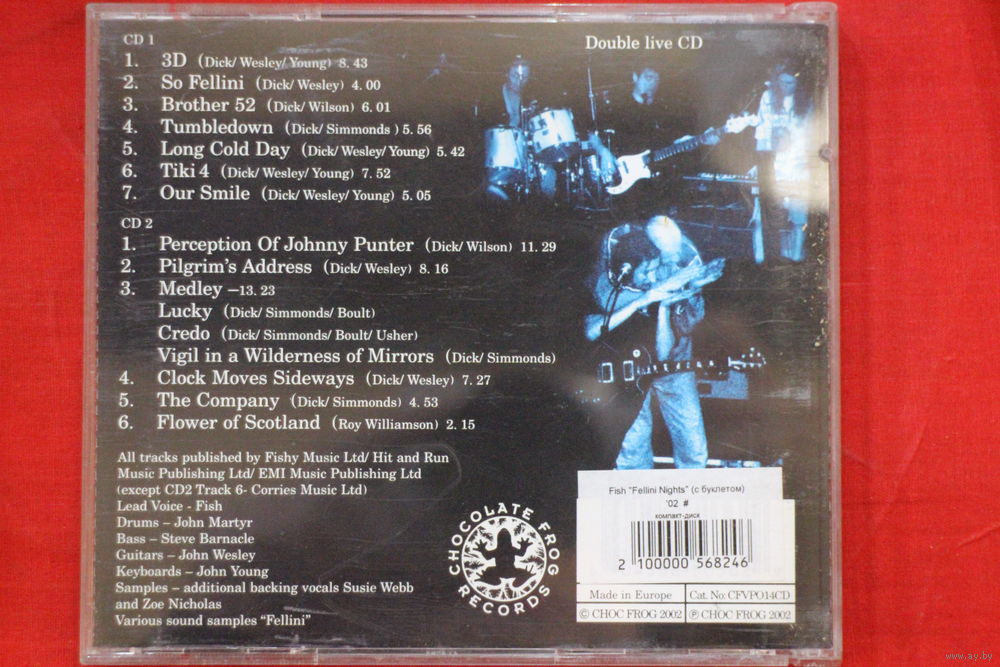 CD 1
1. 3D (Dick/ Wesley/ Young) 8. 43
2. So Fellini (Dick/ Wesley) 4. 00
3. Brother 52 (Dick/ Wilson) 6. 01
4. Tumbledown (Dick/ Simmonds ) 5. 56
5. Long Cold Day (Dick/ Wesley/ Young) 5. 42
6. Tiki 4 (Dick/ Wesley/ Young) 7. 52
7. Our Smile (Dick/ Wesley/ Young) 5. 05
CD 2
1. Perception Of Johnny Punter (Dick/ Wilson) 11. 29
2. Pilgrim's Address (Dick/ Wesley) 8. 16
3. Medley –13. 23
Lucky (Dick/ Simmonds/ Boult)
Credo (Dick/ Simmonds/ Boult/ Usher)
Vigil in a Wilderness of Mirrors (Dick/ Simmonds)
4. Clock Moves Sideways (Dick/ Wesley) 7. 27
5. The Company (Dick/ Simmonds) 4. 53
6. Flower of Scotland (Roy Williamson) 2. 15
All tracks published by Fishy Music Ltd/ Hit and Run
Music Publishing Ltd/ EMI Music Publishing Ltd
(except CD2 Track 6- Corries Music Ltd)
Lead Voice - Fish
Drums – John Martyr
Bass – Steve Barnacle
Guitars – John Wesley
Keyboards – John Young
Samples – additional backing vocals Susie Webb
and Zoe Nicholas
Various sound samples "Fellini"
Double live CD
CHOCOLATE FROG RECORDS
Fish "Fellini Nights" (с буклетом)
'02 #
компакт-диск
2 100000 568246
Made in Europe
Cat. No: CFVPO14CD
© CHOC FROG 2002
℗ CHOC FROG 2002
www.ay.by